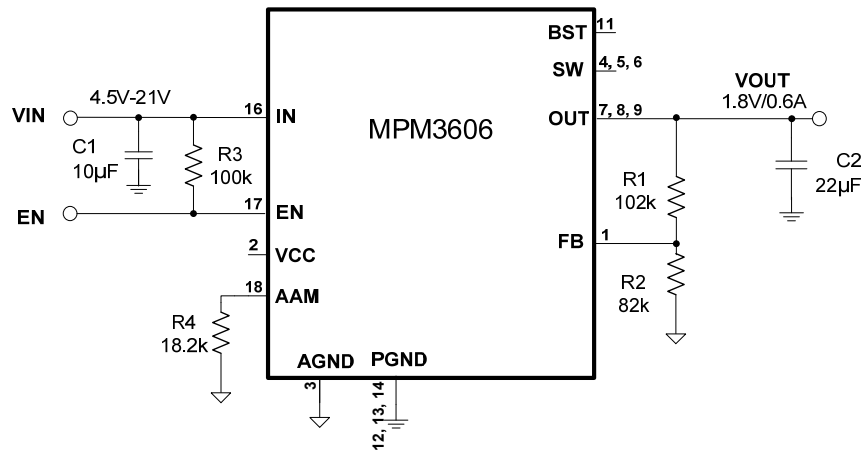 BST
11
SW
4, 5, 6
VOUT
1.8V/0.6A
VIN
4.5V-21V
16
IN
MPM3606
OUT
7, 8, 9
C1
10µF
R3
100k
R1
102k
C2
22µF
EN
17
EN
FB
1
2
VCC
R2
82k
18
AAM
R4
18.2k
AGND
PGND
3
12, 13, 14